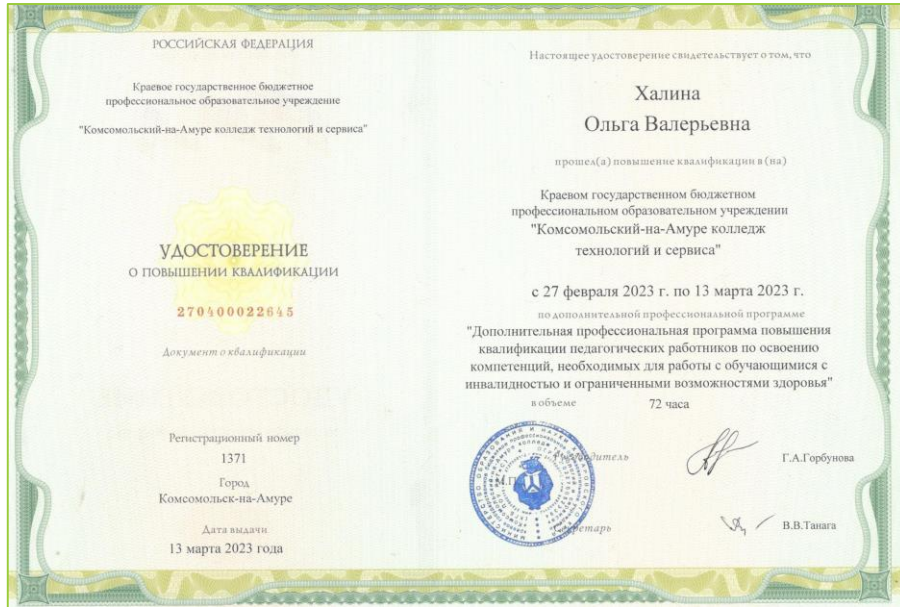 РОССИЙСКАЯ ФЕДЕРАЦИЯ
Краевое государственное бюджетное
профессиональное образовательное учреждение
"Комсомольский-на-Амуре колледж технологий и сервиса"
УДОСТОВЕРЕНИЕ
О ПОВЫШЕНИИ КВАЛИФИКАЦИИ
270400022645
Документ о квалификации
Регистрационный номер
1371
Город
Комсомольск-на-Амуре
Дата выдачи
13 марта 2023 года
Настоящее удостоверение свидетельствует о том, что
Халина
Ольга Валерьевна
прошел(а) повышение квалификации в (на)
Краевом государственном бюджетном
профессиональном образовательном учреждении
"Комсомольский-на-Амуре колледж
технологий и сервиса"
с 27 февраля 2023 г. по 13 марта 2023 г.
по дополнительной профессиональной программе
"Дополнительная профессиональная программа повышения
квалификации педагогических работников по освоению
компетенций, необходимых для работы с обучающимися с
инвалидностью и ограниченными возможностями здоровья"
в объеме 72 часа
Руководитель Г.А.Горбунова
М.П.
Секретарь В.В.Танага